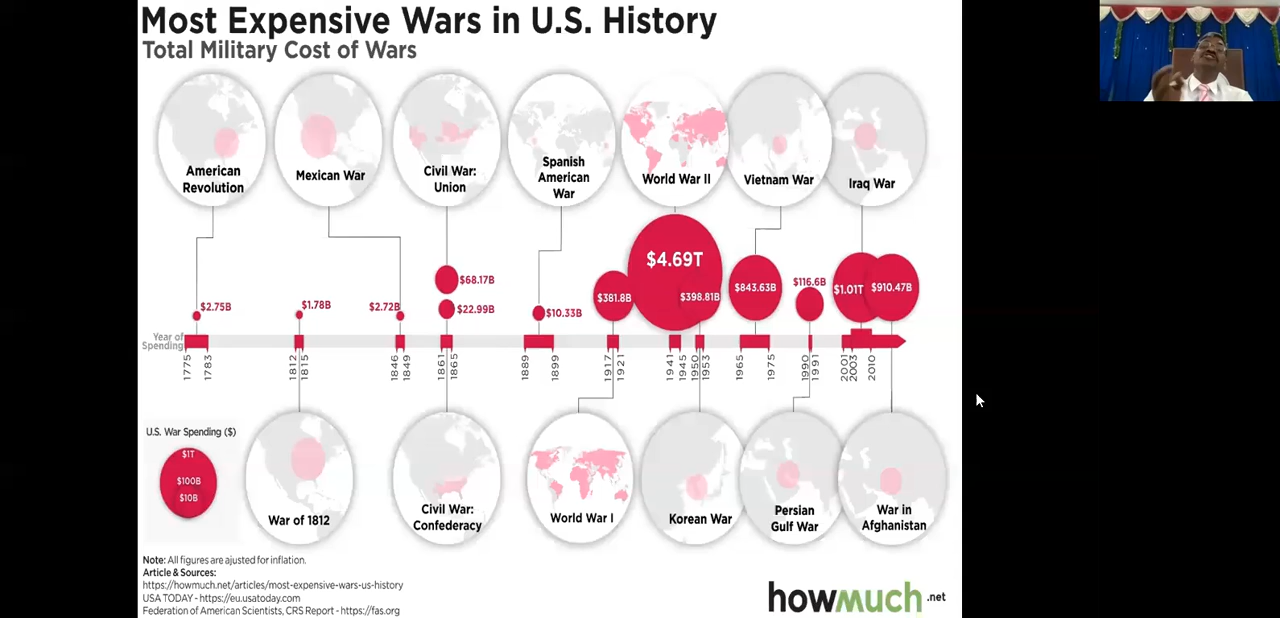 Most Expensive Wars in U.S. History
Total Military Cost of Wars
American
Revolution
Mexican War
Civil War:
Union
Spanish
American
War
World War II
Vietnam War
Iraq War
$2.75B
$1.78B
$2.72B
$68.17B
$22.99B
$10.33B
$381.8B
$4.69T
$398.81B
$843.63B
$116.6B
$1.01T
$910.47B
Year of
Spending
1775
1783
1812
1815
1846
1849
1861
1865
1889
1899
1917
1921
1941
1945
1950
1953
1965
1975
1990
1991
2001
2003
2010
U.S. War Spending ($)
$1T
$100B
$10B
War of 1812
Civil War:
Confederacy
World War I
Korean War
Persian
Gulf War
War in
Afghanistan
Note: All figures are ajusted for inflation.
Article & Sources:
https://howmuch.net/articles/most-expensive-wars-us-history
USA TODAY - https://eu.usatoday.com
Federation of American Scientists, CRS Report - https://fas.org
howmuch.net